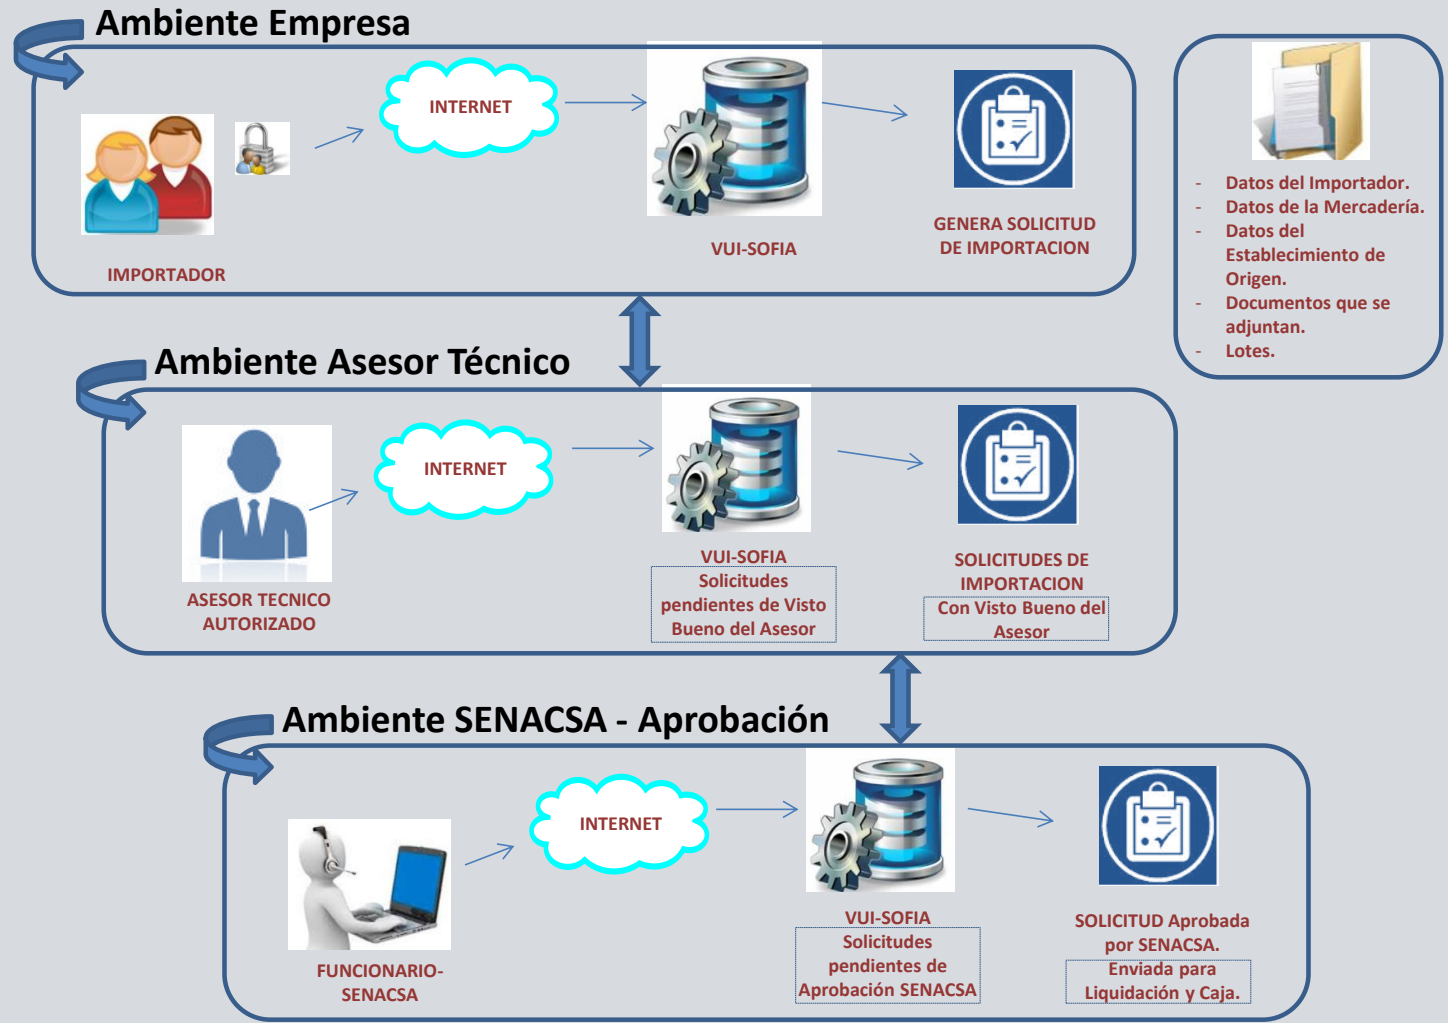 Ambiente Empresa
INTERNET
IMPORTADOR
VUI-SOFIA
GENERA SOLICITUD
DE IMPORTACION
- Datos del Importador.
- Datos de la Mercadería.
- Datos del
Establecimiento de
Origen.
- Documentos que se
adjuntan.
- Lotes.
Ambiente Asesor Técnico
INTERNET
ASESOR TECNICO
AUTORIZADO
VUI-SOFIA
Solicitudes
pendientes de Visto
Bueno del Asesor
SOLICITUDES DE
IMPORTACION
Con Visto Bueno del
Asesor
Ambiente SENACSA - Aprobación
INTERNET
FUNCIONARIO-
SENACSA
VUI-SOFIA
Solicitudes
pendientes de
Aprobación SENACSA
SOLICITUD Aprobada
por SENACSA.
Enviada para
Liquidación y Caja.